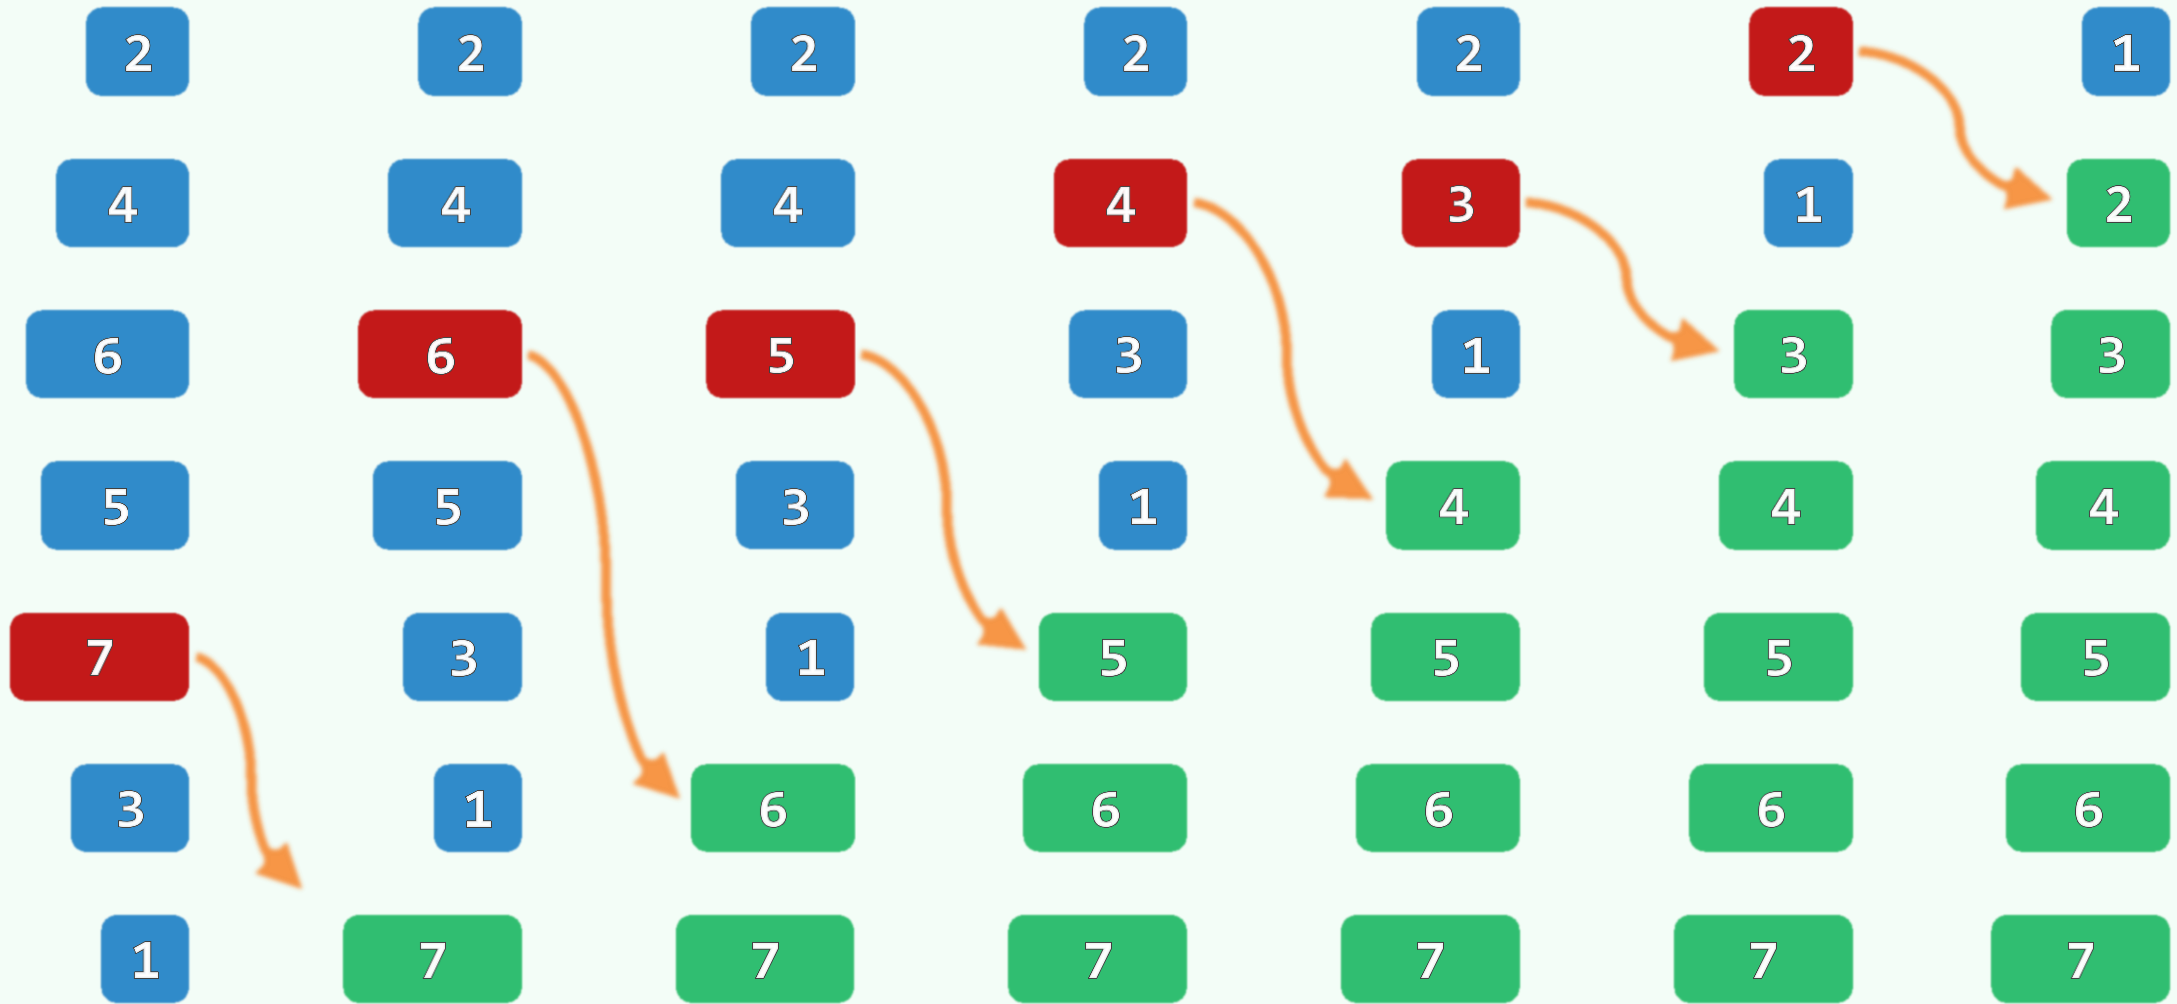 2 2 2 2 2 2 1
4 4 4 4 3 1 2
6 6 5 3 1 3 3
5 5 3 1 4 4 4
7 3 1 5 5 5 5
3 1 6 6 6 6 6
1 7 7 7 7 7 7